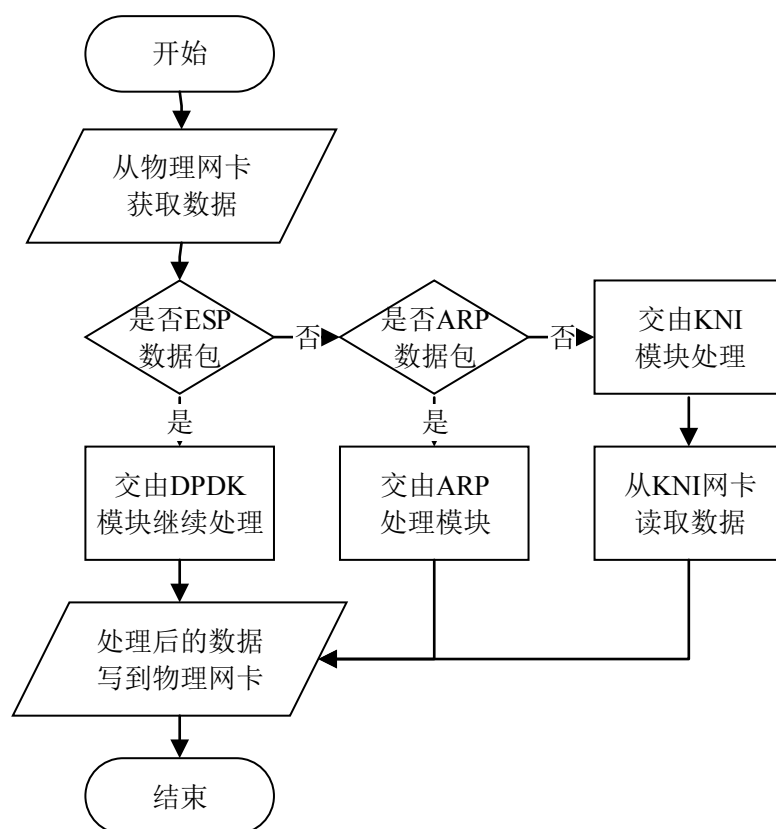 开始
从物理网卡
获取数据
是否ESP
数据包
否
是否ARP
数据包
否
交由KNI
模块处理
是
是
交由DPDK
模块继续处理
交由ARP
处理模块
从KNI网卡
读取数据
处理后的数据
写到物理网卡
结束